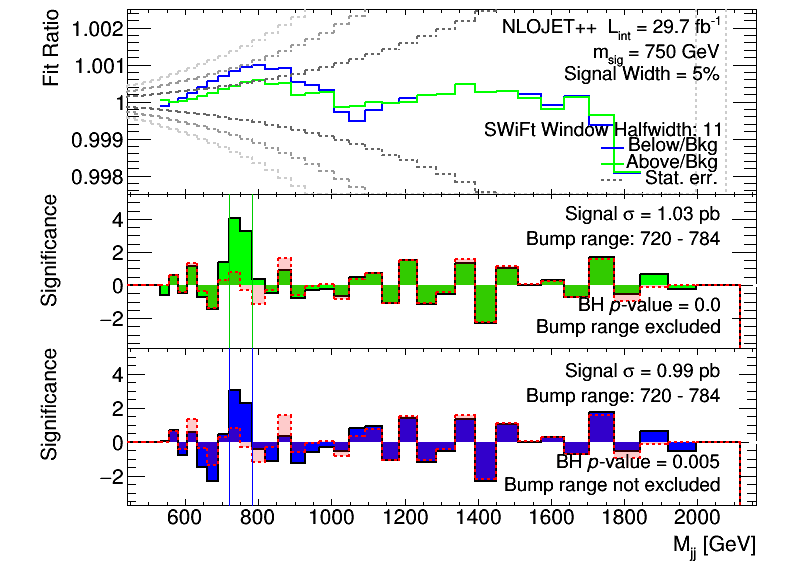 Fit Ratio
1.002
1.001
1
0.999
0.998
NLOJET++ L_int = 29.7 fb⁻¹
m_sig = 750 GeV
Signal Width = 5%
SWiFt Window Halfwidth: 11
Below/Bkg
Above/Bkg
Stat. err.
Significance
4
2
0
−2
Signal σ = 1.03 pb
Bump range: 720 - 784
BH p-value = 0.0
Bump range excluded
Significance
4
2
0
−2
Signal σ = 0.99 pb
Bump range: 720 - 784
BH p-value = 0.005
Bump range not excluded
600 800 1000 1200 1400 1600 1800 2000
M_jj [GeV]